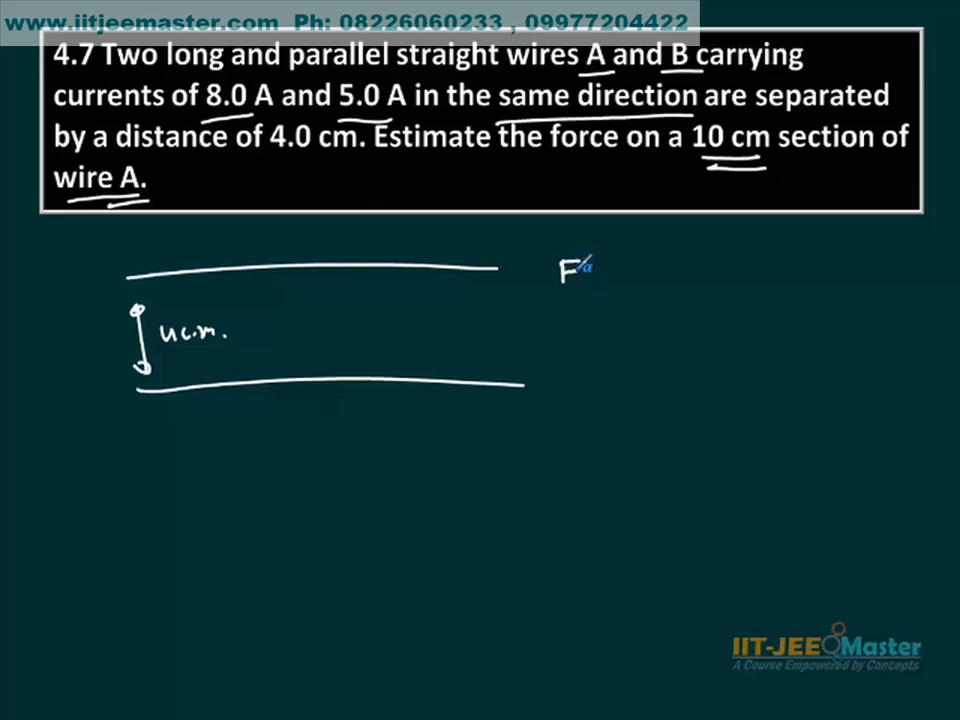 www.iitjeemaster.com Ph: 08226060233 , 09977204422
4.7 Two long and parallel straight wires A and B carrying
currents of 8.0 A and 5.0 A in the same direction are separated
by a distance of 4.0 cm. Estimate the force on a 10 cm section of
wire A.
F
4 c.m.
IIT-JEE Master
A Course Empowered by Concepts